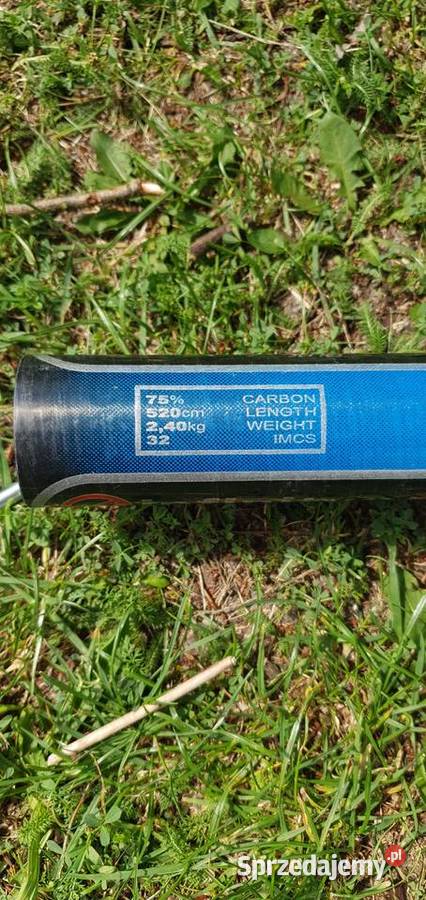 75% CARBON
520cm LENGTH
2,40kg WEIGHT
32 IMCS
Sprzedajemy.pl